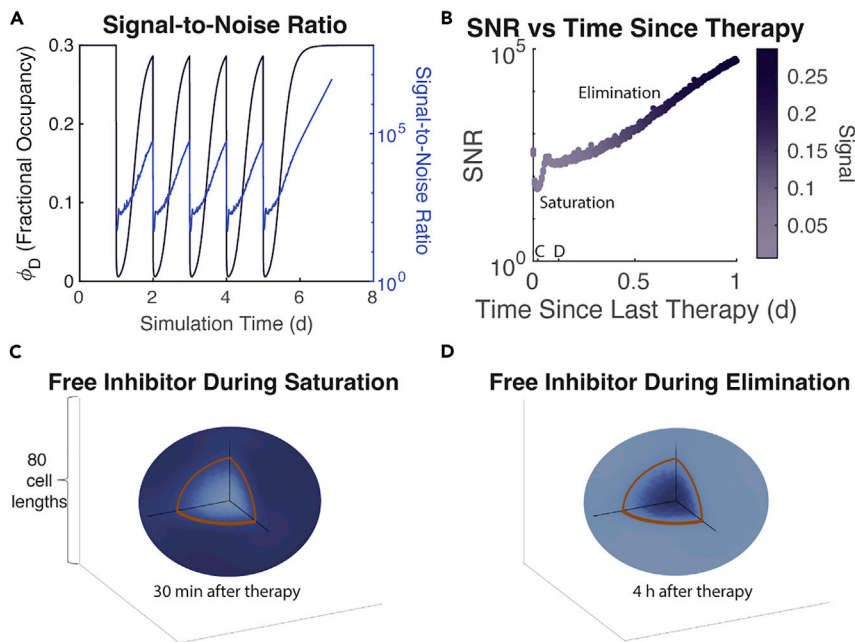 A
Signal-to-Noise Ratio
0.3
0.2
0.1
0
ϕD (Fractional Occupancy)
10^5
10^0
Signal-to-Noise Ratio
0 2 4 6 8
Simulation Time (d)
B
SNR vs Time Since Therapy
10^5
10^0
SNR
Elimination
Saturation
C D
0 0.5 1
Time Since Last Therapy (d)
0.25
0.2
0.15
0.1
0.05
Signal
C
Free Inhibitor During Saturation
80
cell
lengths
30 min after therapy
D
Free Inhibitor During Elimination
4 h after therapy